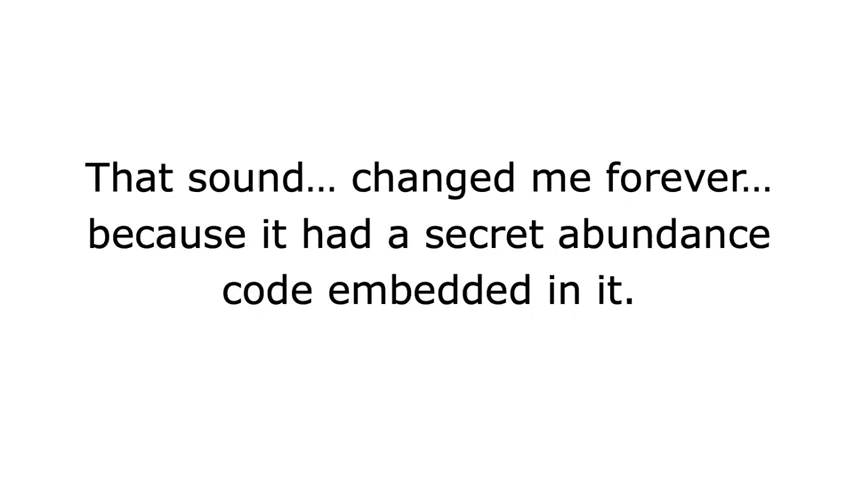 That sound… changed me forever…
because it had a secret abundance
code embedded in it.